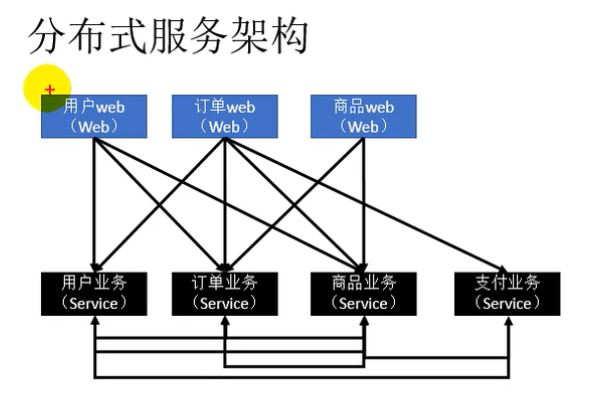 分布式服务架构
用户web
（Web）
订单web
（Web）
商品web
（Web）
用户业务
（Service）
订单业务
（Service）
商品业务
（Service）
支付业务
（Service）